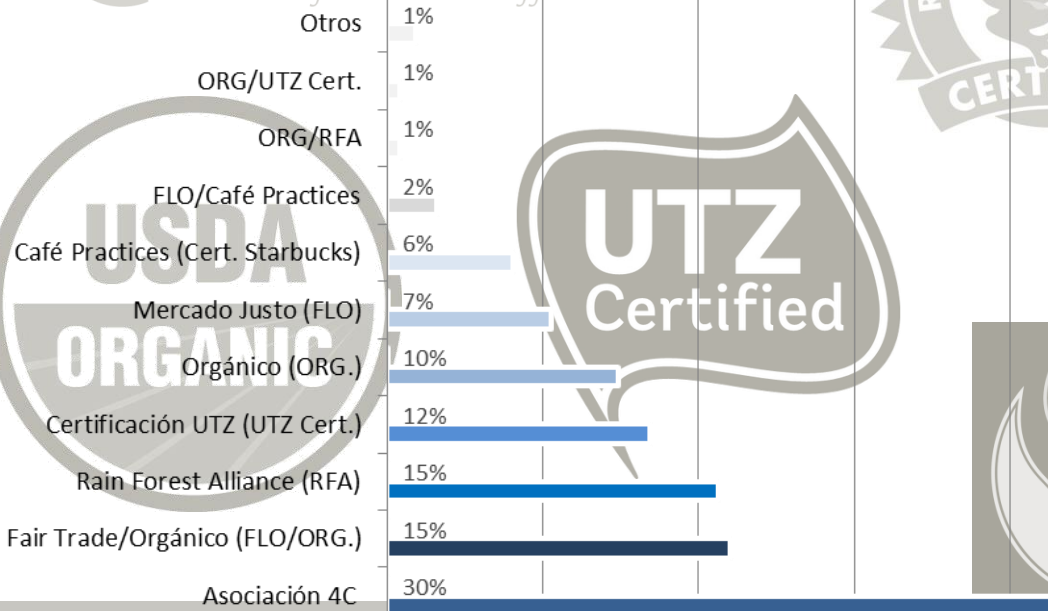 Otros 1%
ORG/UTZ Cert. 1%
ORG/RFA 1%
FLO/Café Practices 2%
Café Practices (Cert. Starbucks) 6%
Mercado Justo (FLO) 7%
Orgánico (ORG.) 10%
Certificación UTZ (UTZ Cert.) 12%
Rain Forest Alliance (RFA) 15%
Fair Trade/Orgánico (FLO/ORG.) 15%
Asociación 4C 30%
USDA
ORGANIC
UTZ
Certified